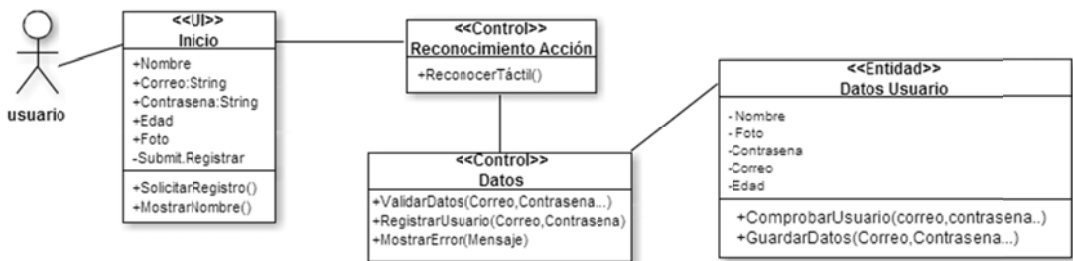 usuario
<<UI>>
Inicio
+Nombre
+Correo:String
+Contrasena:String
+Edad
+Foto
-Submit.Registrar
+SolicitarRegistro()
+MostrarNombre()
<<Control>>
Reconocimiento Acción
+ReconocerTáctil()
<<Control>>
Datos
+ValidarDatos(Correo,Contrasena...)
+RegistrarUsuario(Correo,Contrasena)
+MostrarError(Mensaje)
<<Entidad>>
Datos Usuario
-Nombre
-Foto
-Contrasena
-Correo
-Edad
+ComprobarUsuario(correo,contrasena..)
+GuardarDatos(Correo,Contrasena...)